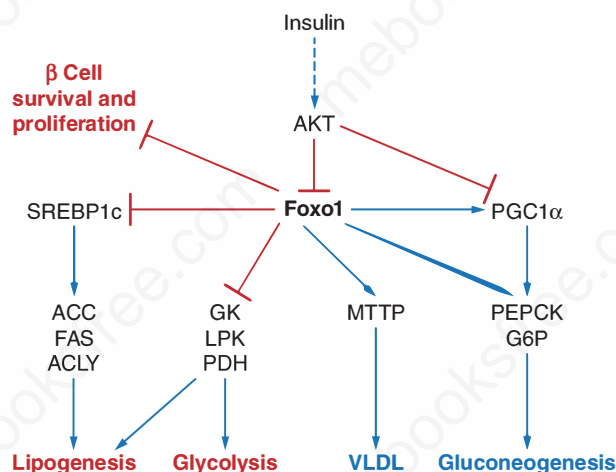 Insulin
β Cell
survival and
proliferation
AKT
SREBP1c
Foxo1
PGC1α
ACC
FAS
ACLY
GK
LPK
PDH
MTTP
PEPCK
G6P
Lipogenesis
Glycolysis
VLDL
Gluconeogenesis